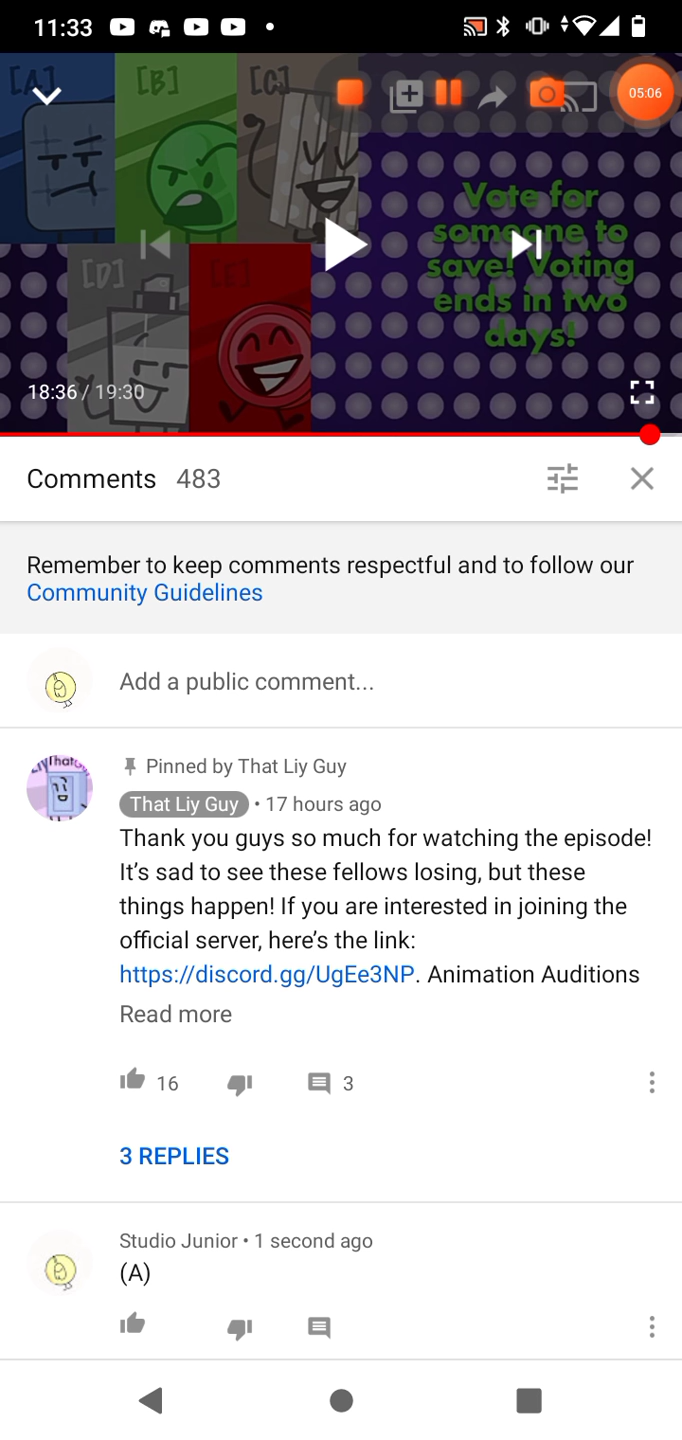 11:33
05:06
[A]
[B]
[C]
Vote for
someone to
save! Voting
ends in two
days!
[D]
[E]
18:36 / 19:30
Comments 483
Remember to keep comments respectful and to follow our
Community Guidelines
Add a public comment...
Pinned by That Liy Guy
That Liy Guy • 17 hours ago
Thank you guys so much for watching the episode!
It’s sad to see these fellows losing, but these
things happen! If you are interested in joining the
official server, here’s the link:
https://discord.gg/UgEe3NP. Animation Auditions
Read more
16
3
3 REPLIES
Studio Junior • 1 second ago
(A)